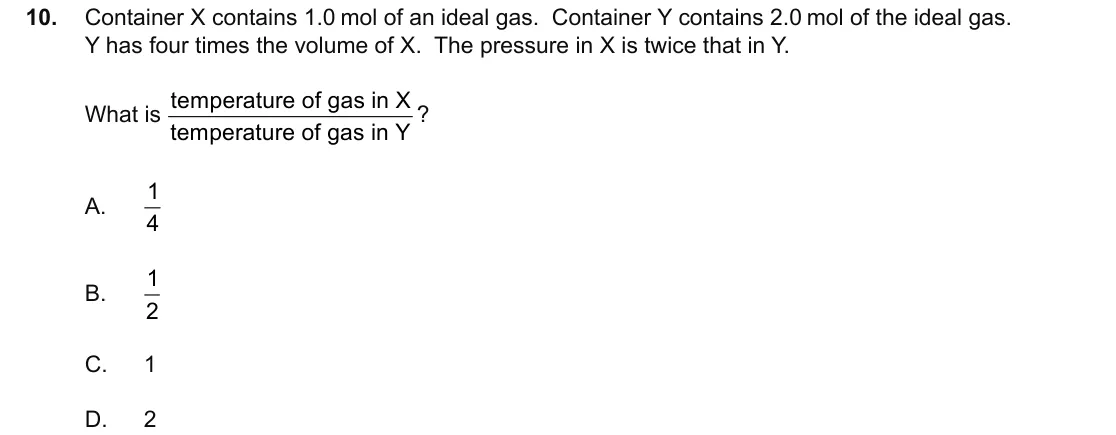 10. Container X contains 1.0 mol of an ideal gas. Container Y contains 2.0 mol of the ideal gas.
Y has four times the volume of X. The pressure in X is twice that in Y.
What is temperature of gas in X / temperature of gas in Y ?
A. 1/4
B. 1/2
C. 1
D. 2